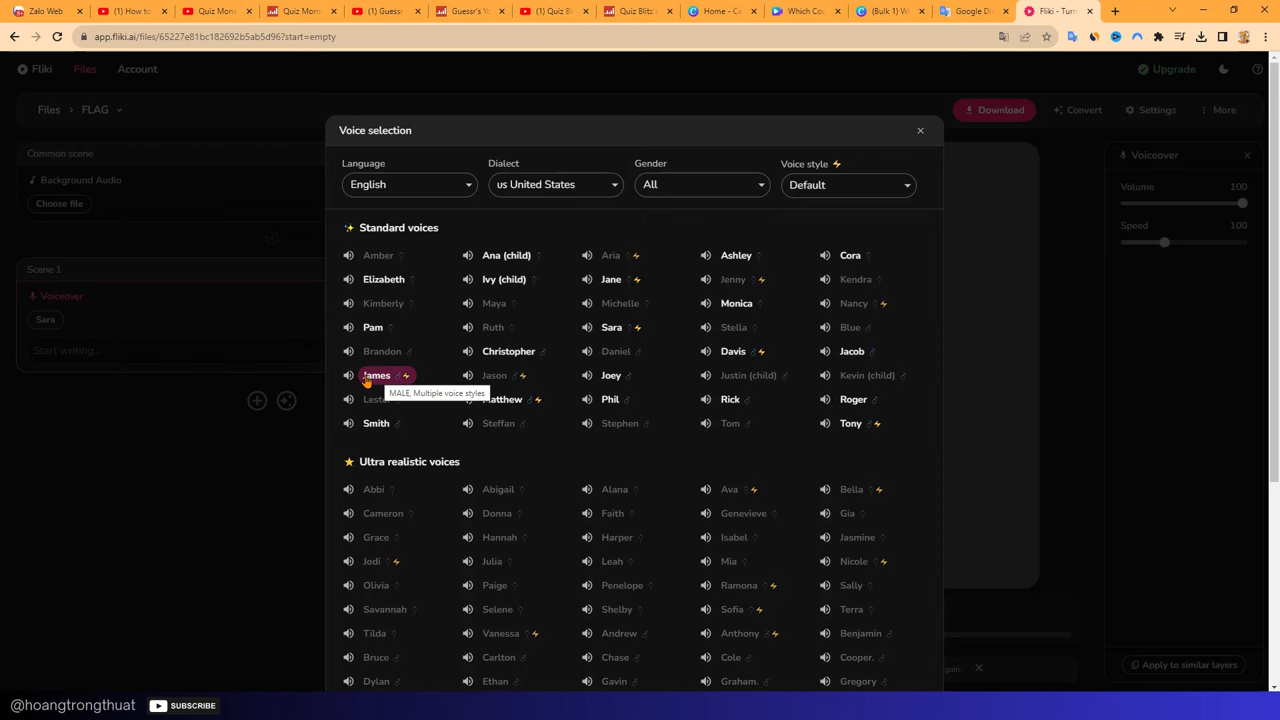 Zalo Web
(1) How to
Quiz Mon
Quiz Mons
(1) Guessr
Guessr's Yo
(1) Quiz Bl
Quiz Blitz's
Home - Ca
Which Cou
(Bulk 1) W
Google Di
Fliki - Turn
app.fliki.ai/files/65227e81bc182692b5ab5d96?start=empty
Fliki Files Account Upgrade
Files FLAG Download Convert Settings More
Common scene
Background Audio
Choose file
Scene 1
Voiceover
Sara
Start writing...
Voice selection
Language Dialect Gender Voice style
English us United States All Default
Standard voices
Amber Ana (child) Aria Ashley Cora
Elizabeth Ivy (child) Jane Jenny Kendra
Kimberly Maya Michelle Monica Nancy
Pam Ruth Sara Stella Blue
Brandon Christopher Daniel Davis Jacob
James Jason Joey Justin (child) Kevin (child)
MALE, Multiple voice styles
Matthew Phil Rick Roger
Smith Steffan Stephen Tom Tony
Ultra realistic voices
Abbi Abigail Alana Ava Bella
Cameron Donna Faith Genevieve Gia
Grace Hannah Harper Isabel Jasmine
Jodi Julia Leah Mia Nicole
Olivia Paige Penelope Ramona Sally
Savannah Selene Shelby Sofia Terra
Tilda Vanessa Andrew Anthony Benjamin
Bruce Carlton Chase Cole Cooper.
Dylan Ethan Gavin Graham. Gregory
Voiceover
Volume 100
Speed 100
Apply to similar layers
@hoangtrongthuat SUBSCRIBE